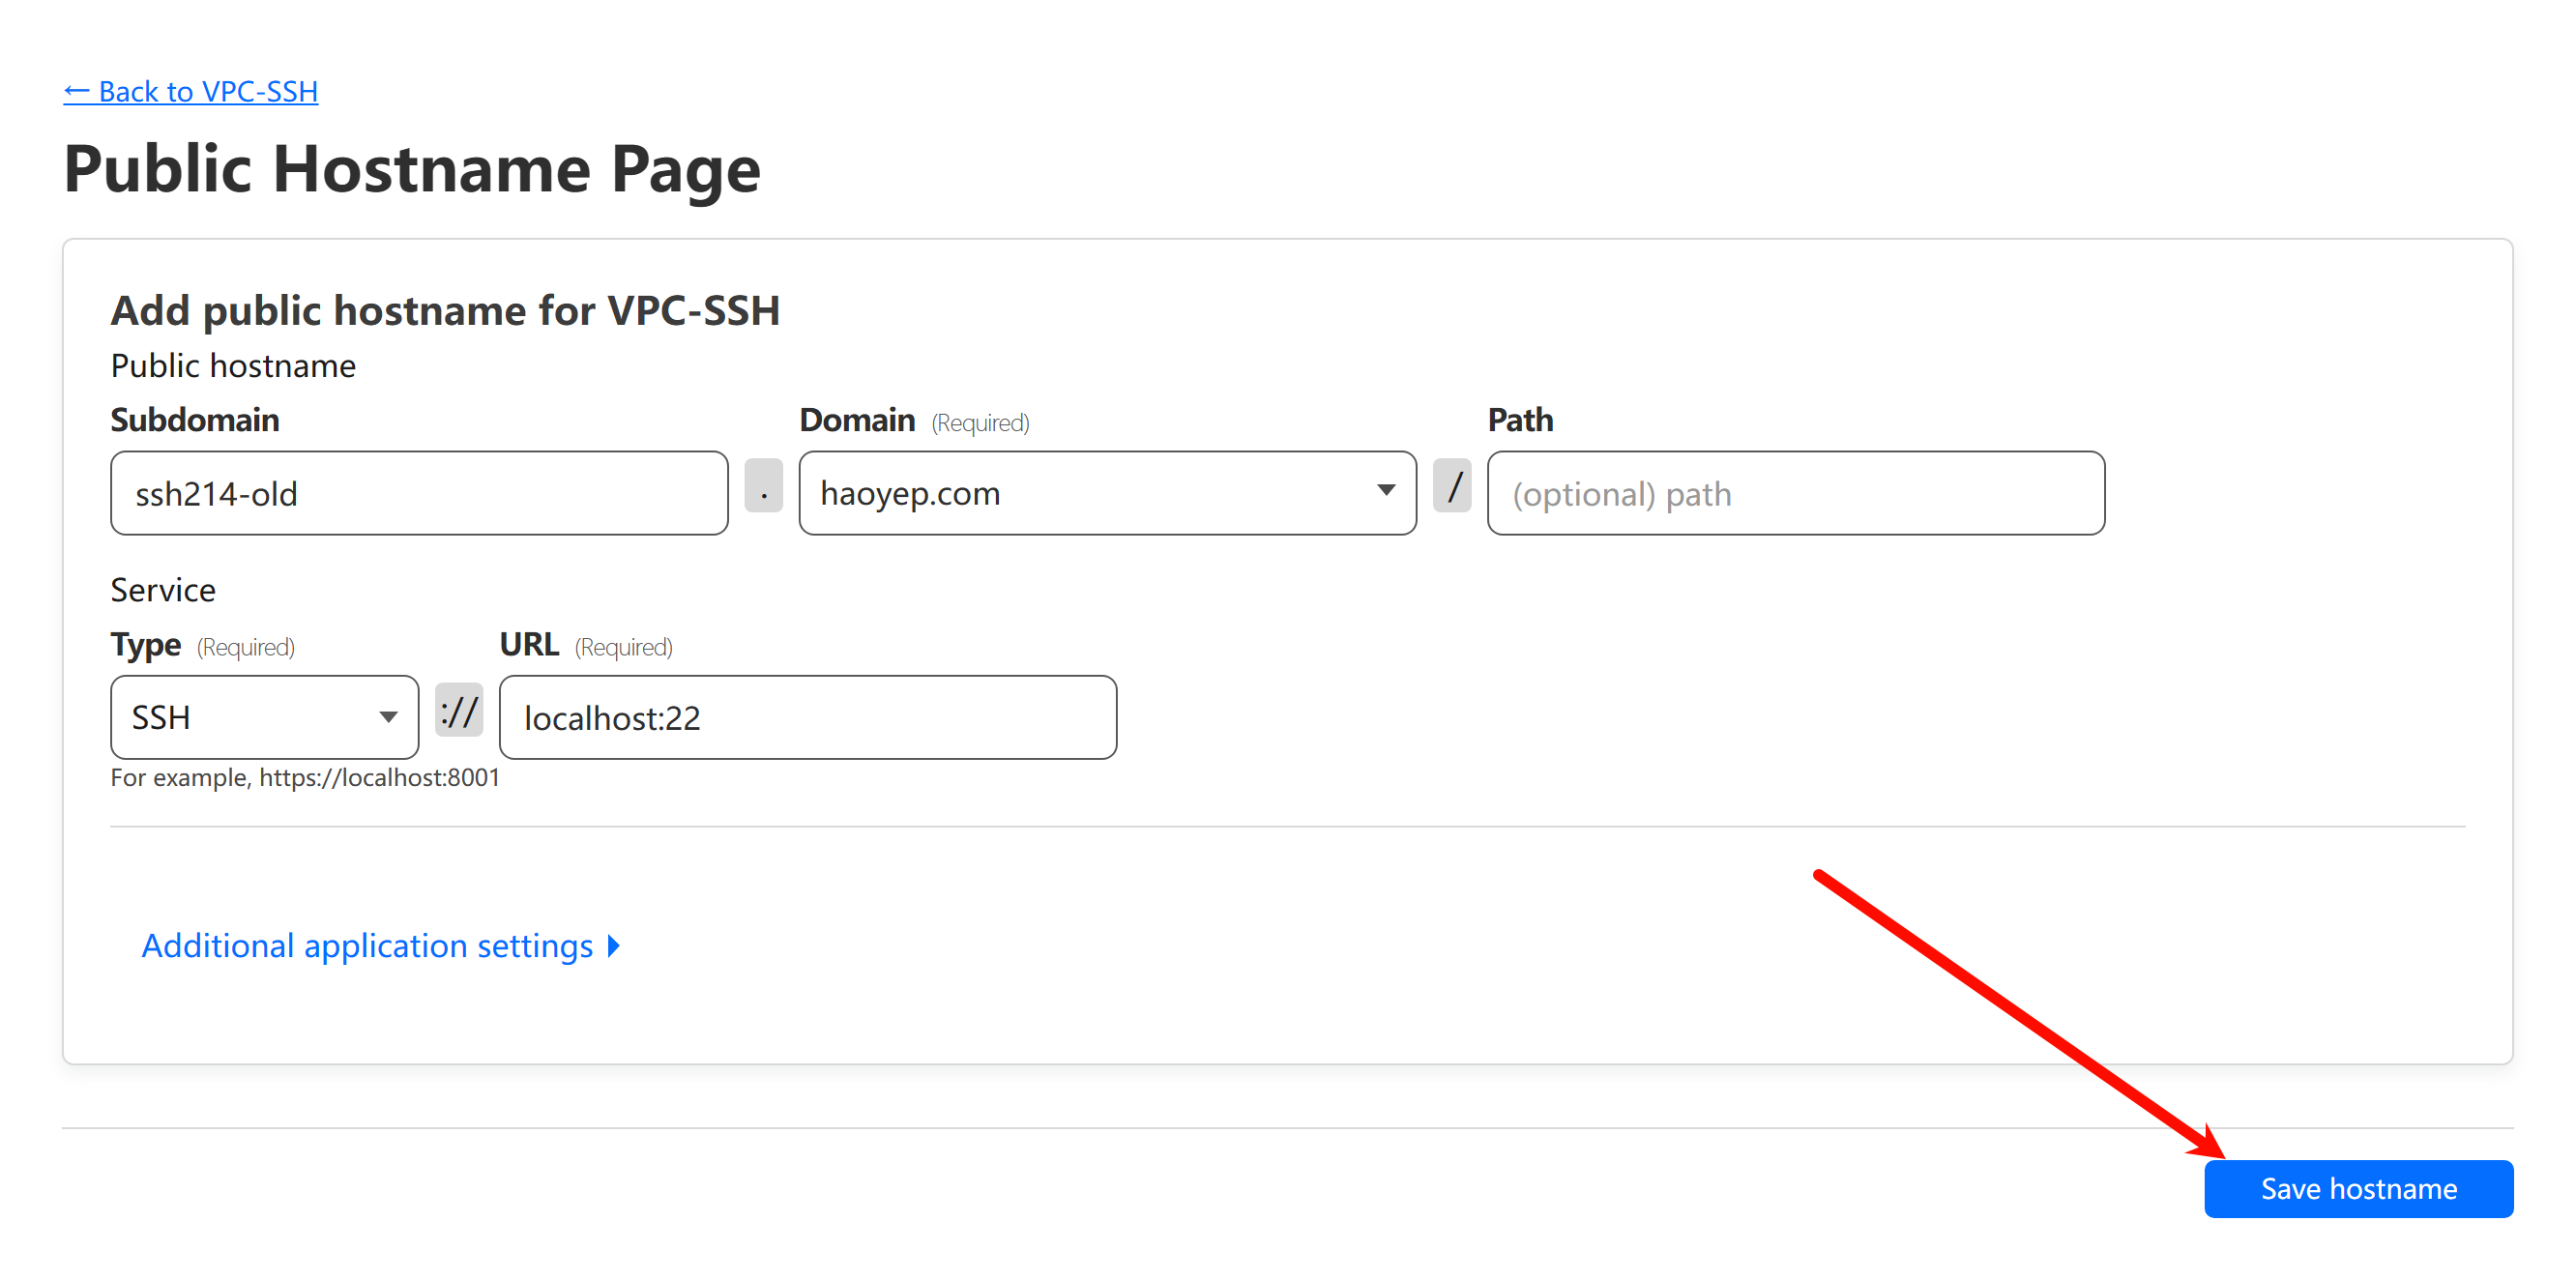 ← Back to VPC-SSH
Public Hostname Page
Add public hostname for VPC-SSH
Public hostname
Subdomain Domain (Required) Path
ssh214-old . haoyep.com / (optional) path
Service
Type (Required) URL (Required)
SSH :// localhost:22
For example, https://localhost:8001
Additional application settings
Save hostname